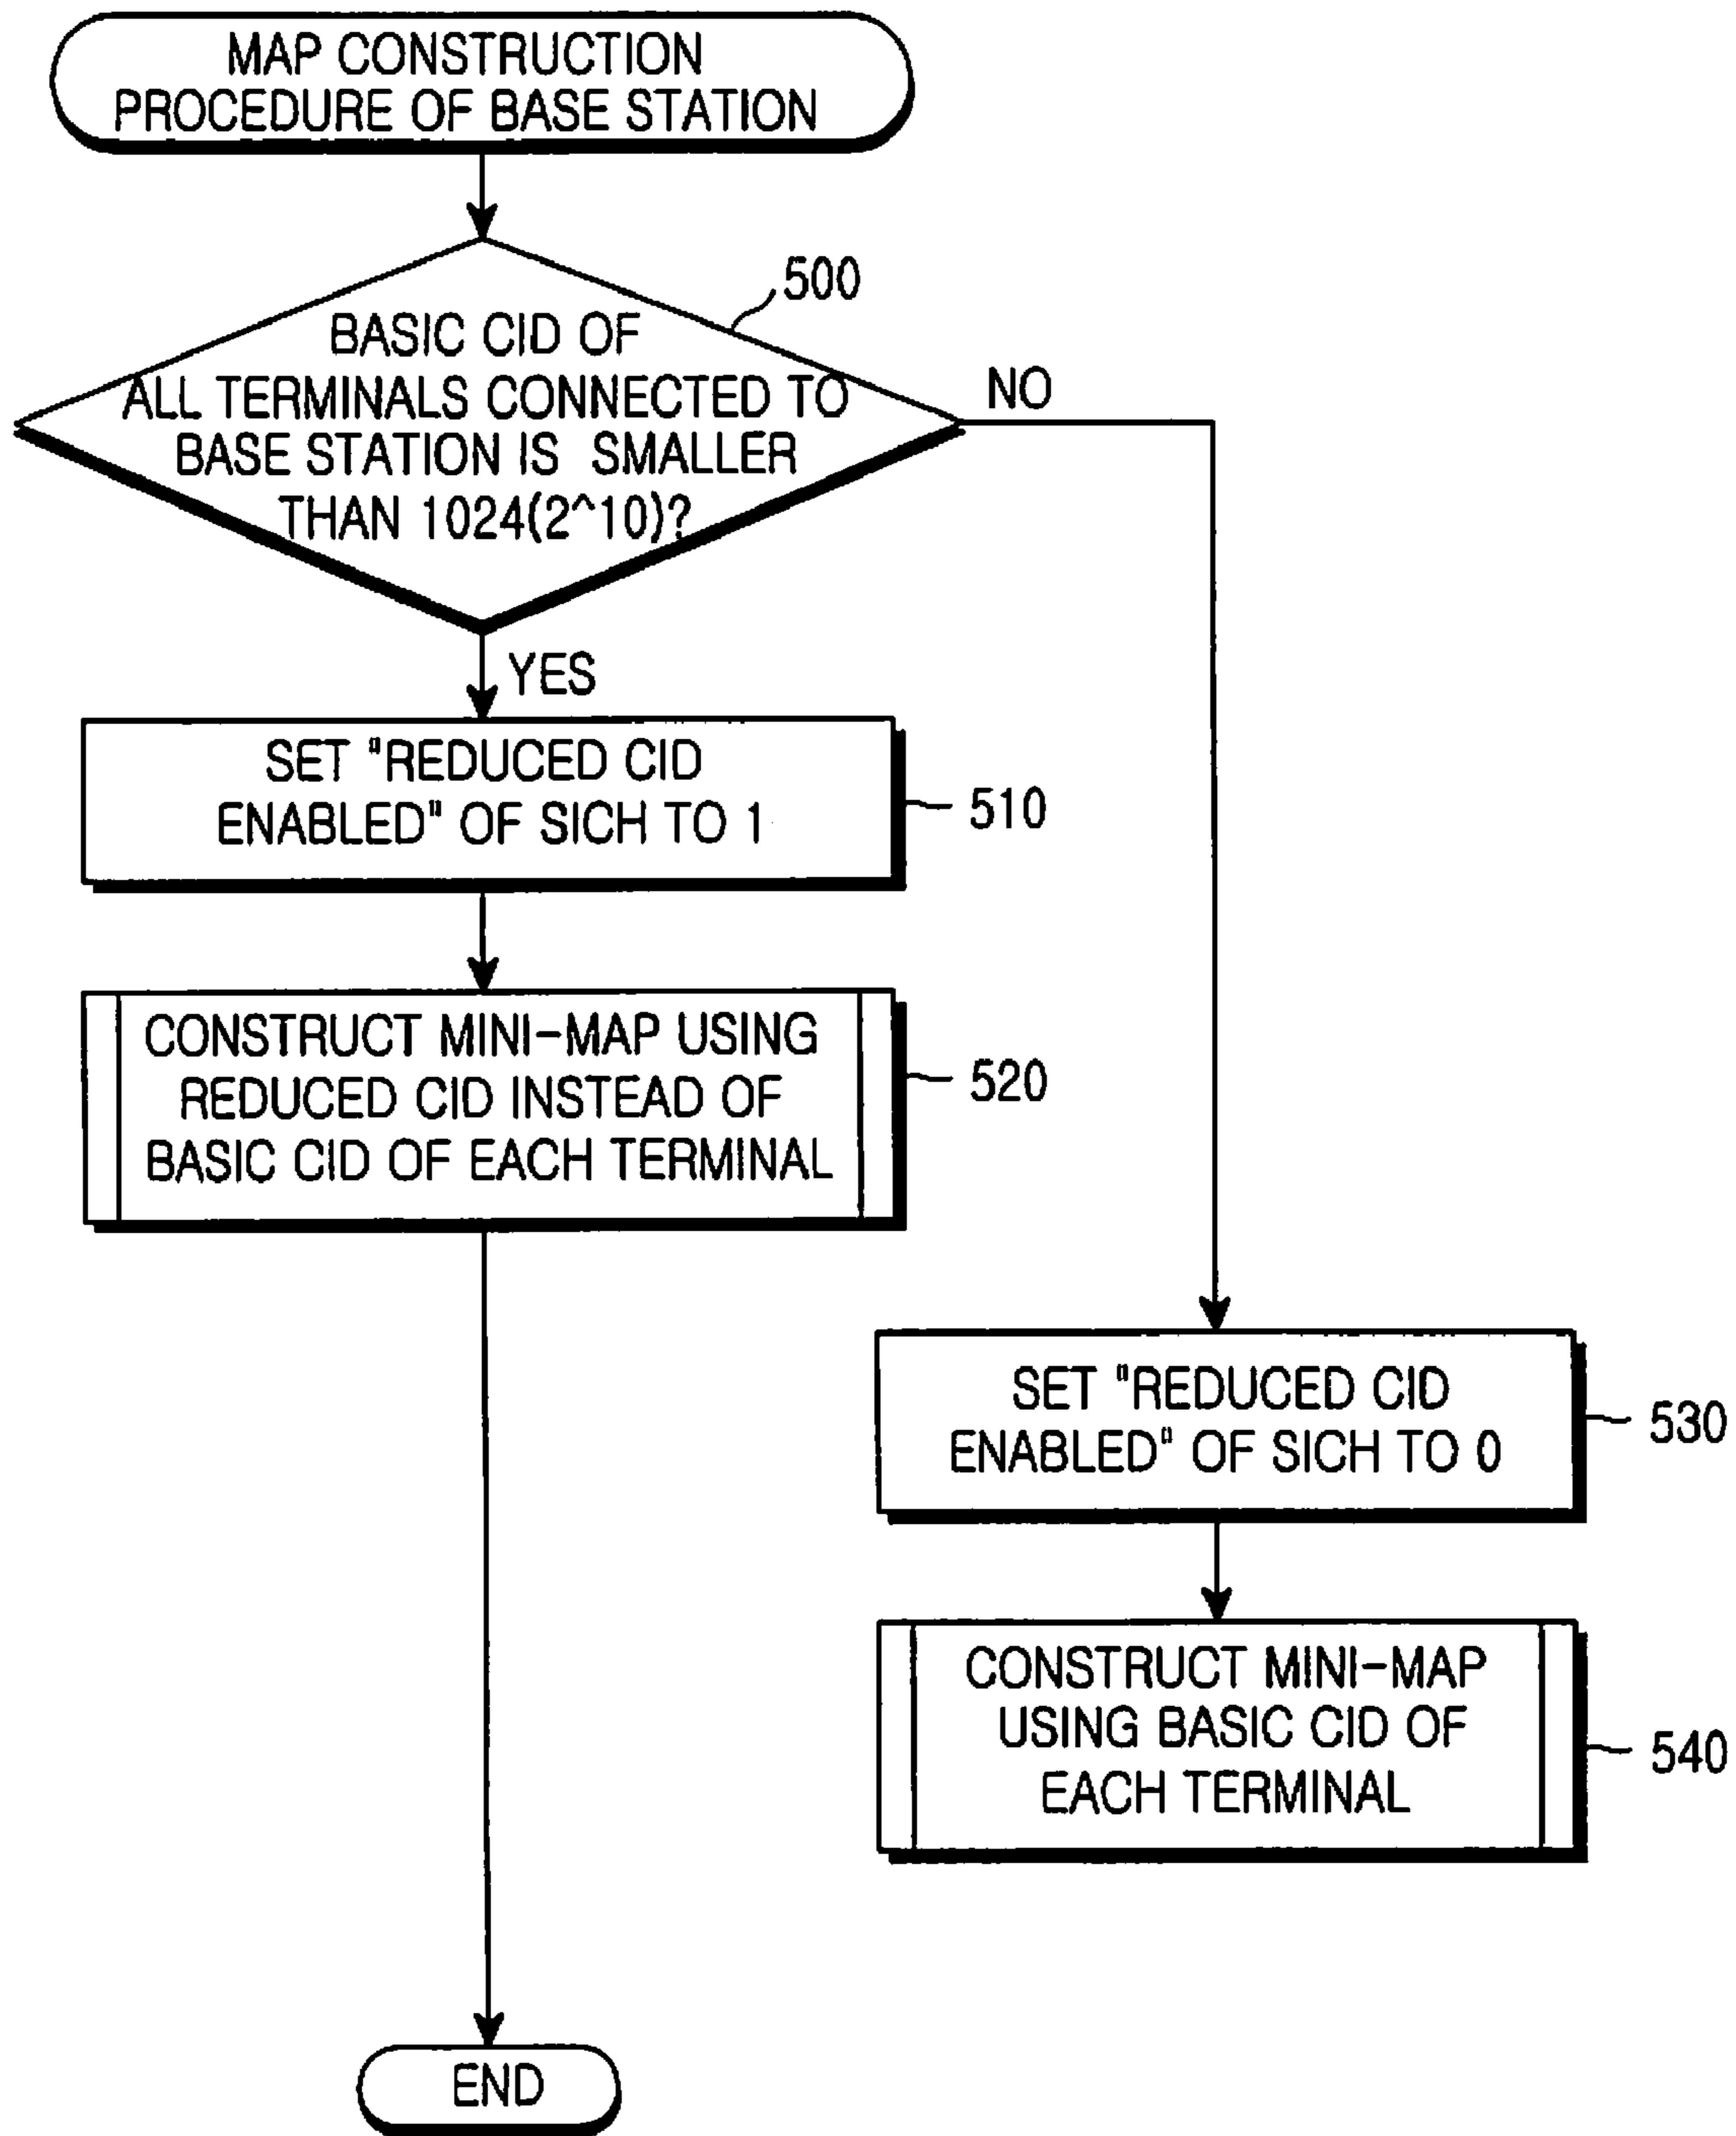 MAP CONSTRUCTION
PROCEDURE OF BASE STATION
500
BASIC CID OF
ALL TERMINALS CONNECTED TO
BASE STATION IS SMALLER
THAN 1024(2^10)?
NO
YES
SET "REDUCED CID
ENABLED" OF SICH TO 1
510
CONSTRUCT MINI-MAP USING
REDUCED CID INSTEAD OF
BASIC CID OF EACH TERMINAL
520
SET "REDUCED CID
ENABLED" OF SICH TO 0
530
CONSTRUCT MINI-MAP
USING BASIC CID OF
EACH TERMINAL
540
END